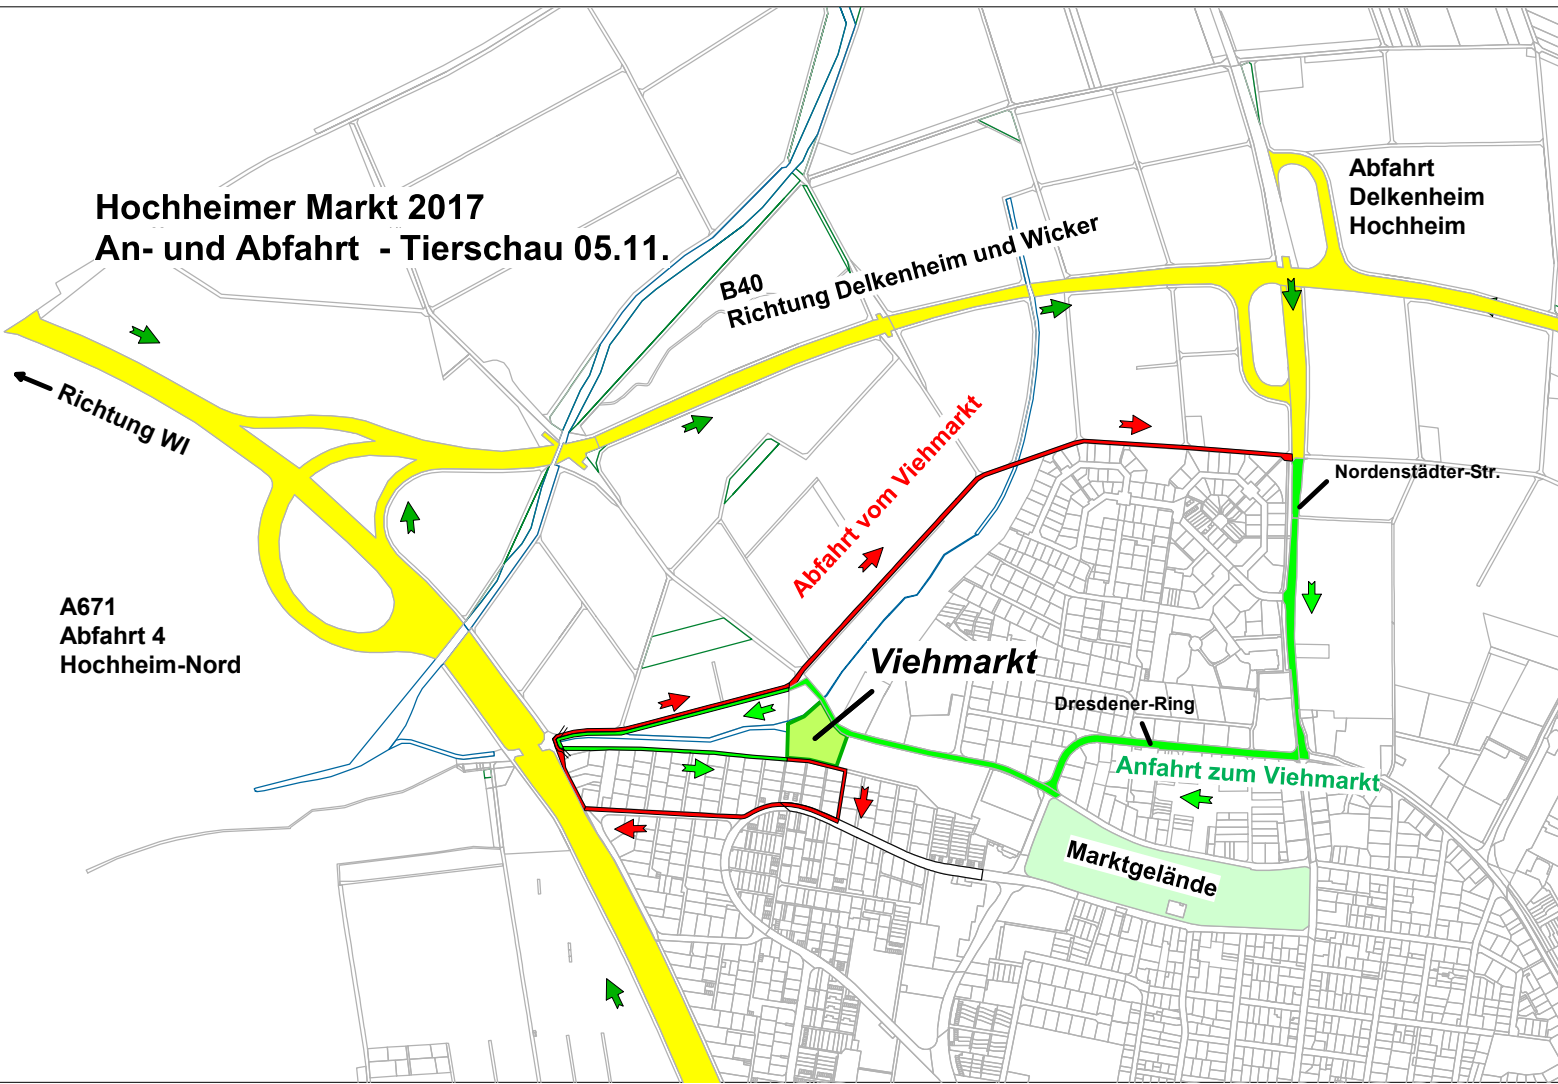 Hochheimer Markt 2017
An- und Abfahrt - Tierschau 05.11.
Abfahrt
Delkenheim
Hochheim
B40
Richtung Delkenheim und Wicker
Richtung WI
Abfahrt vom Viehmarkt
Nordenstädter-Str.
A671
Abfahrt 4
Hochheim-Nord
Viehmarkt
Dresdener-Ring
Anfahrt zum Viehmarkt
Marktgelände